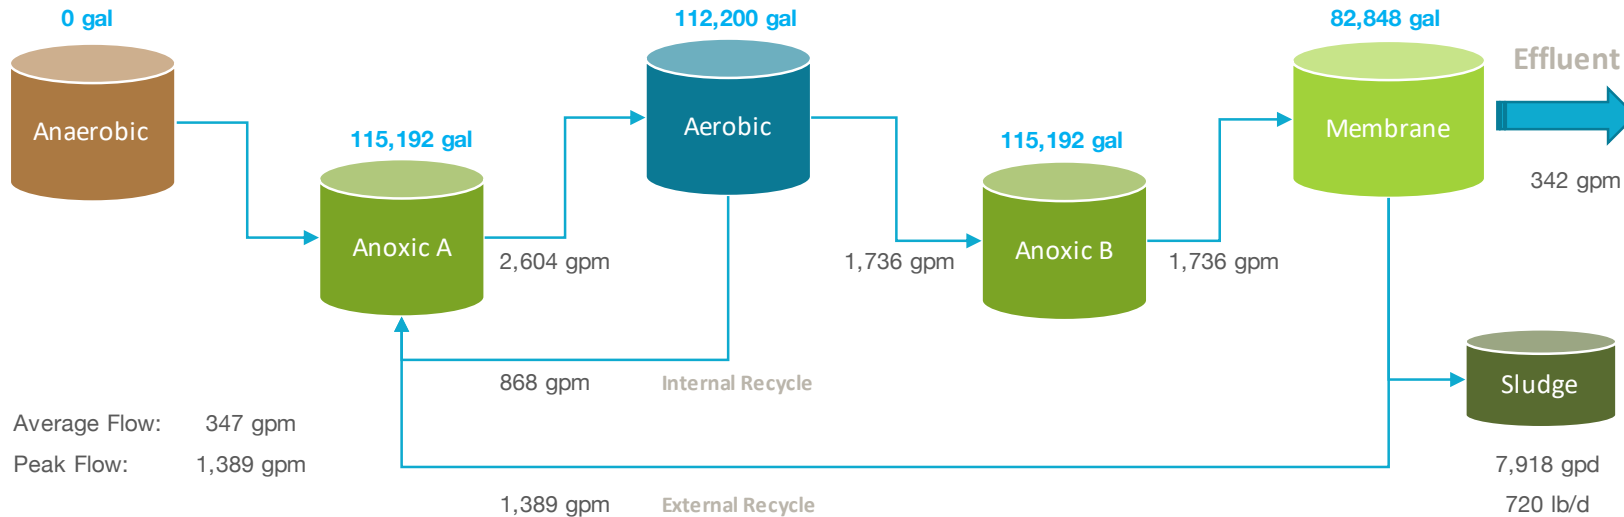 0 gal
112,200 gal
82,848 gal
Effluent
Anaerobic
Aerobic
Membrane
115,192 gal
115,192 gal
342 gpm
Anoxic A
Anoxic B
2,604 gpm
1,736 gpm
1,736 gpm
868 gpm
Internal Recycle
Sludge
Average Flow: 347 gpm
Peak Flow: 1,389 gpm
7,918 gpd
1,389 gpm
External Recycle
720 lb/d